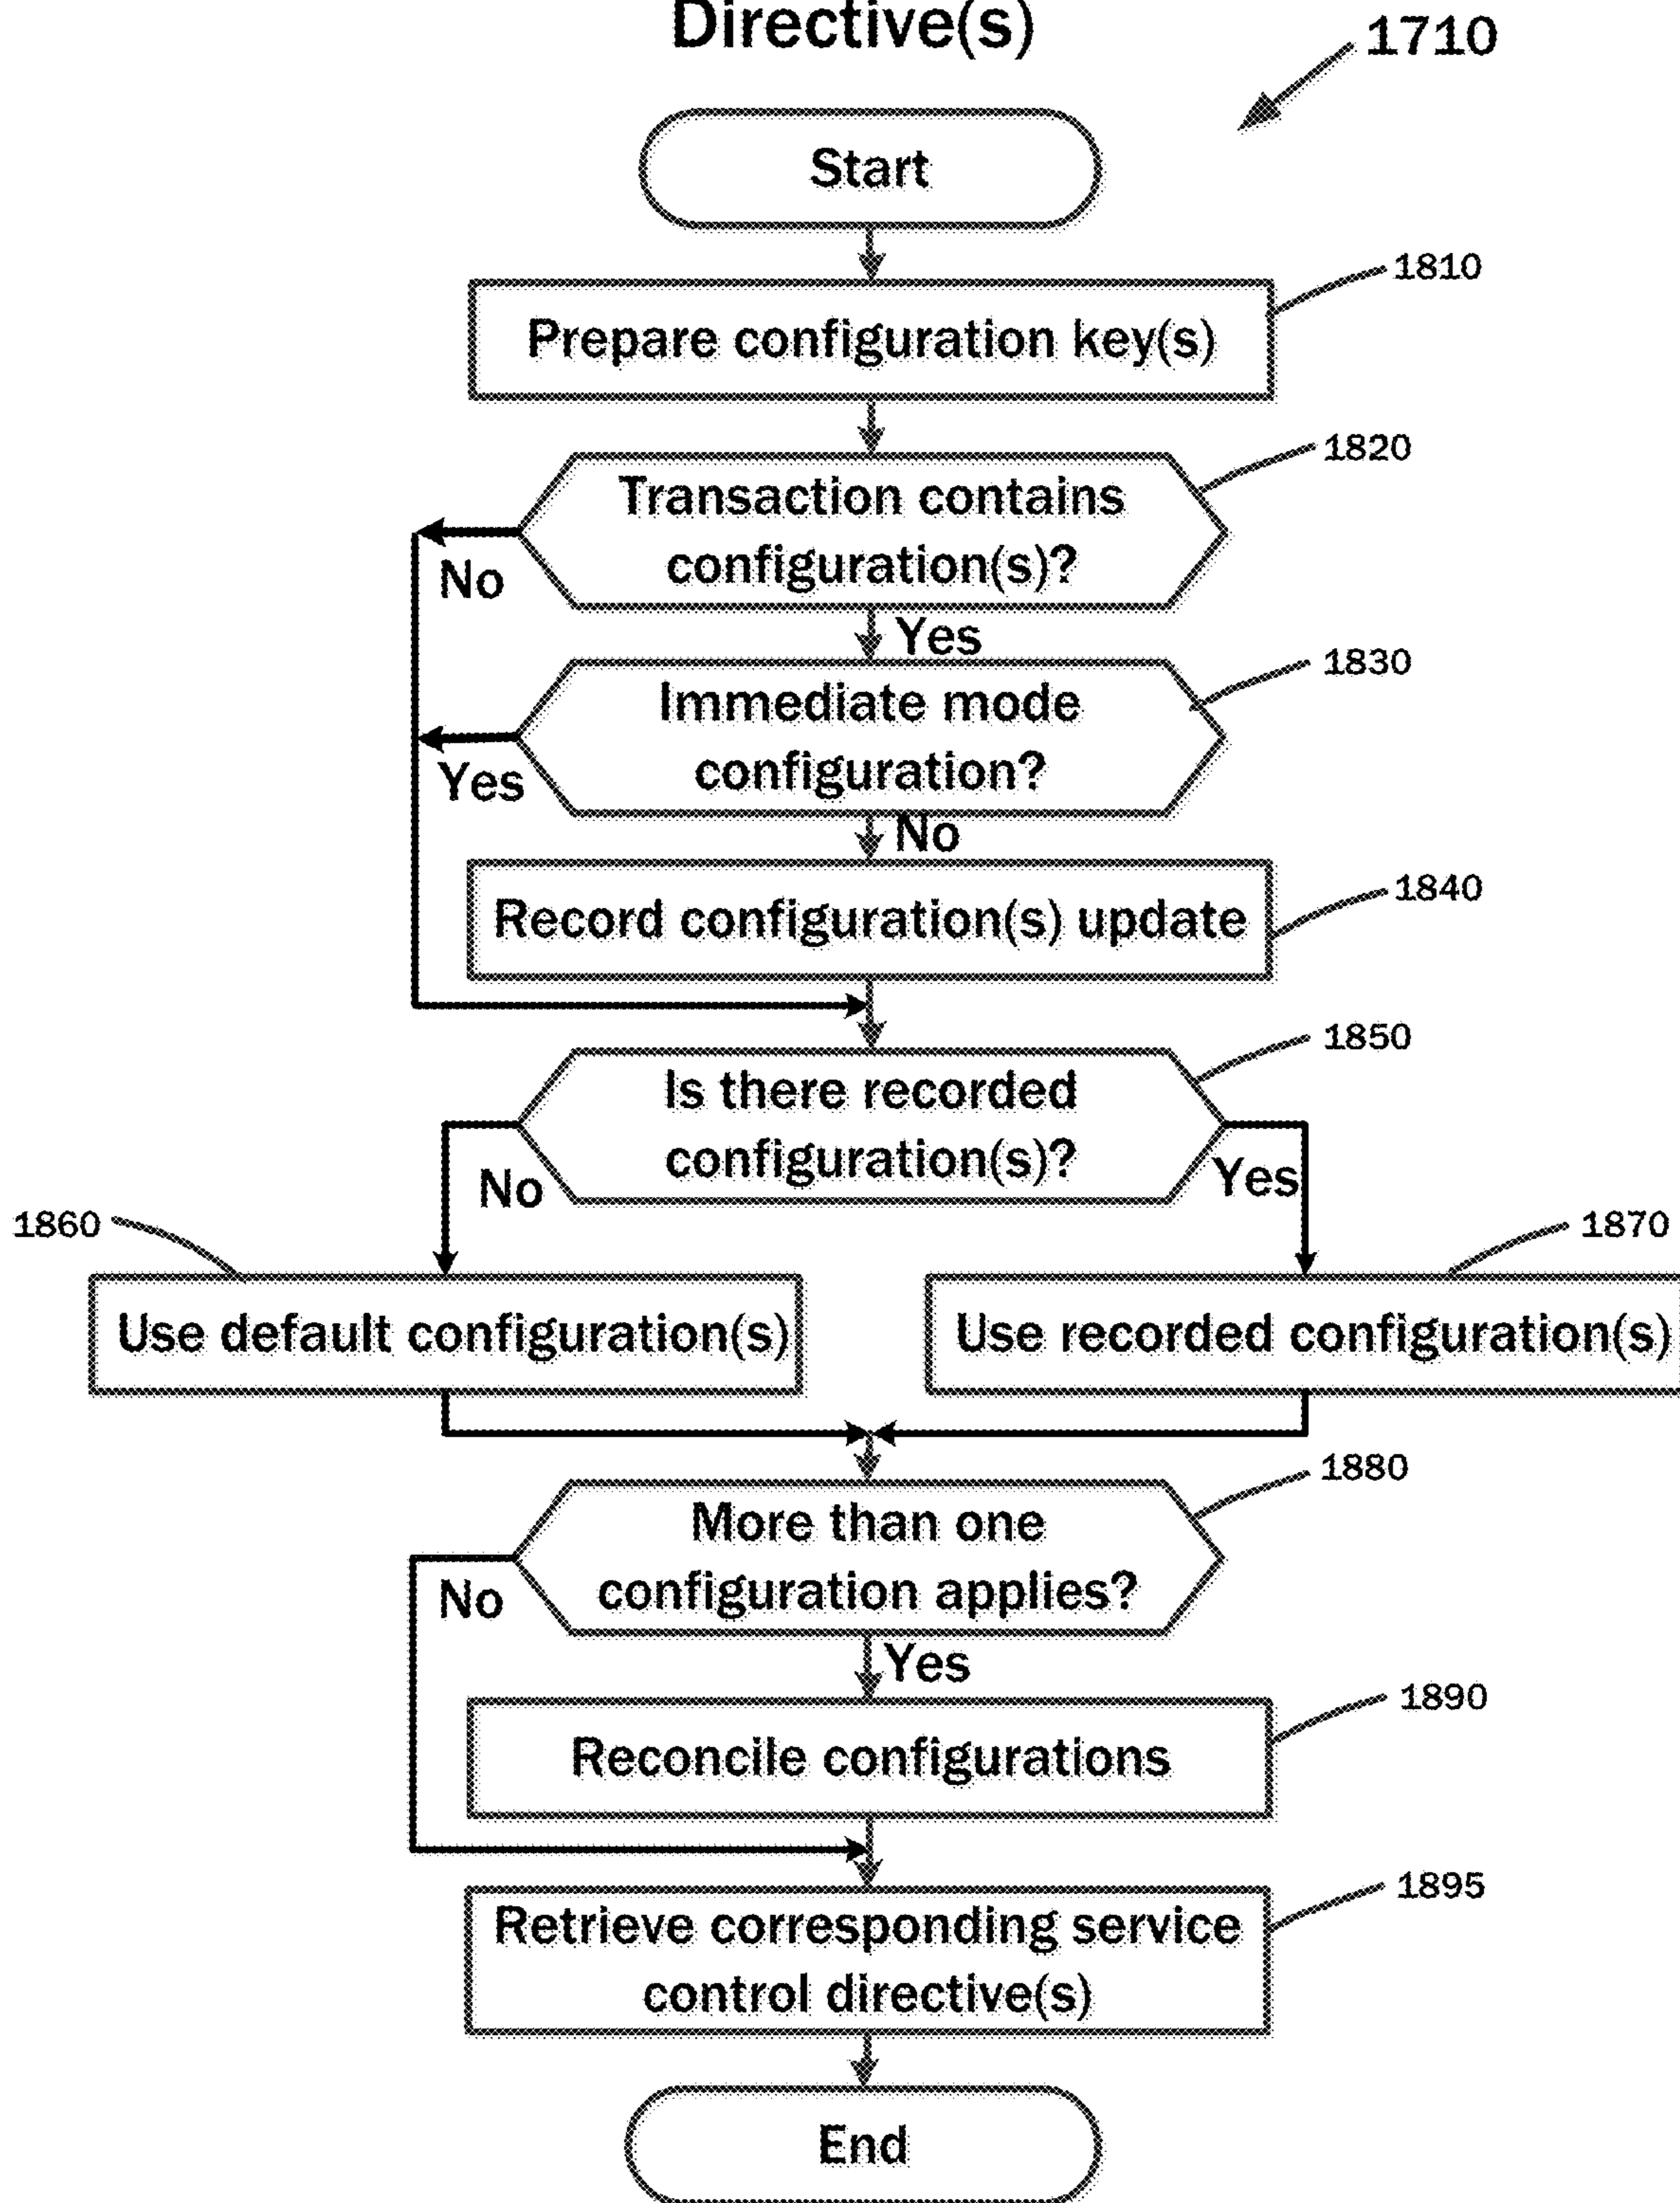 Directive(s)
1710
Start
1810
Prepare configuration key(s)
1820
Transaction contains
configuration(s)?
No
Yes
1830
Immediate mode
configuration?
Yes
No
1840
Record configuration(s) update
1850
Is there recorded
configuration(s)?
No
Yes
1860
1870
Use default configuration(s)
Use recorded configuration(s)
1880
More than one
configuration applies?
No
Yes
1890
Reconcile configurations
1895
Retrieve corresponding service
control directive(s)
End